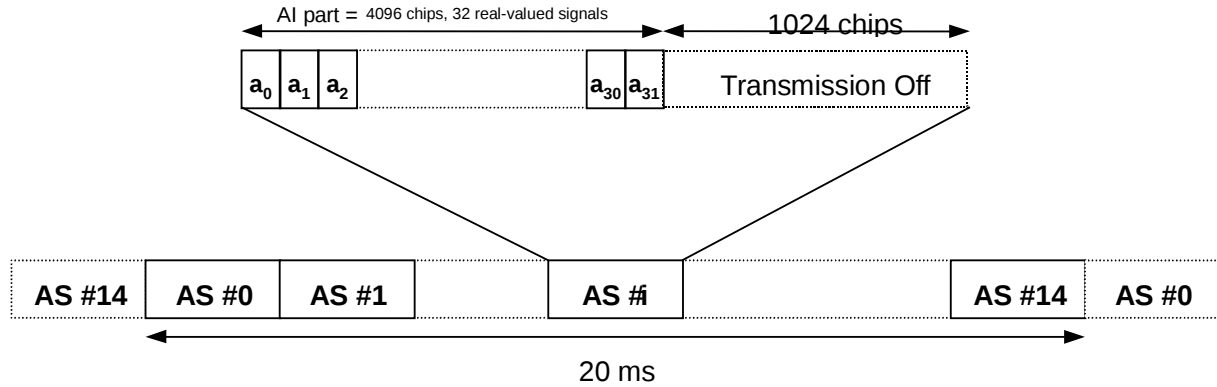 AI part = 4096 chips, 32 real-valued signals
1024 chips
a0 a1 a2 a30 a31 Transmission Off
AS #14 AS #0 AS #1 AS #i AS #14 AS #0
20 ms